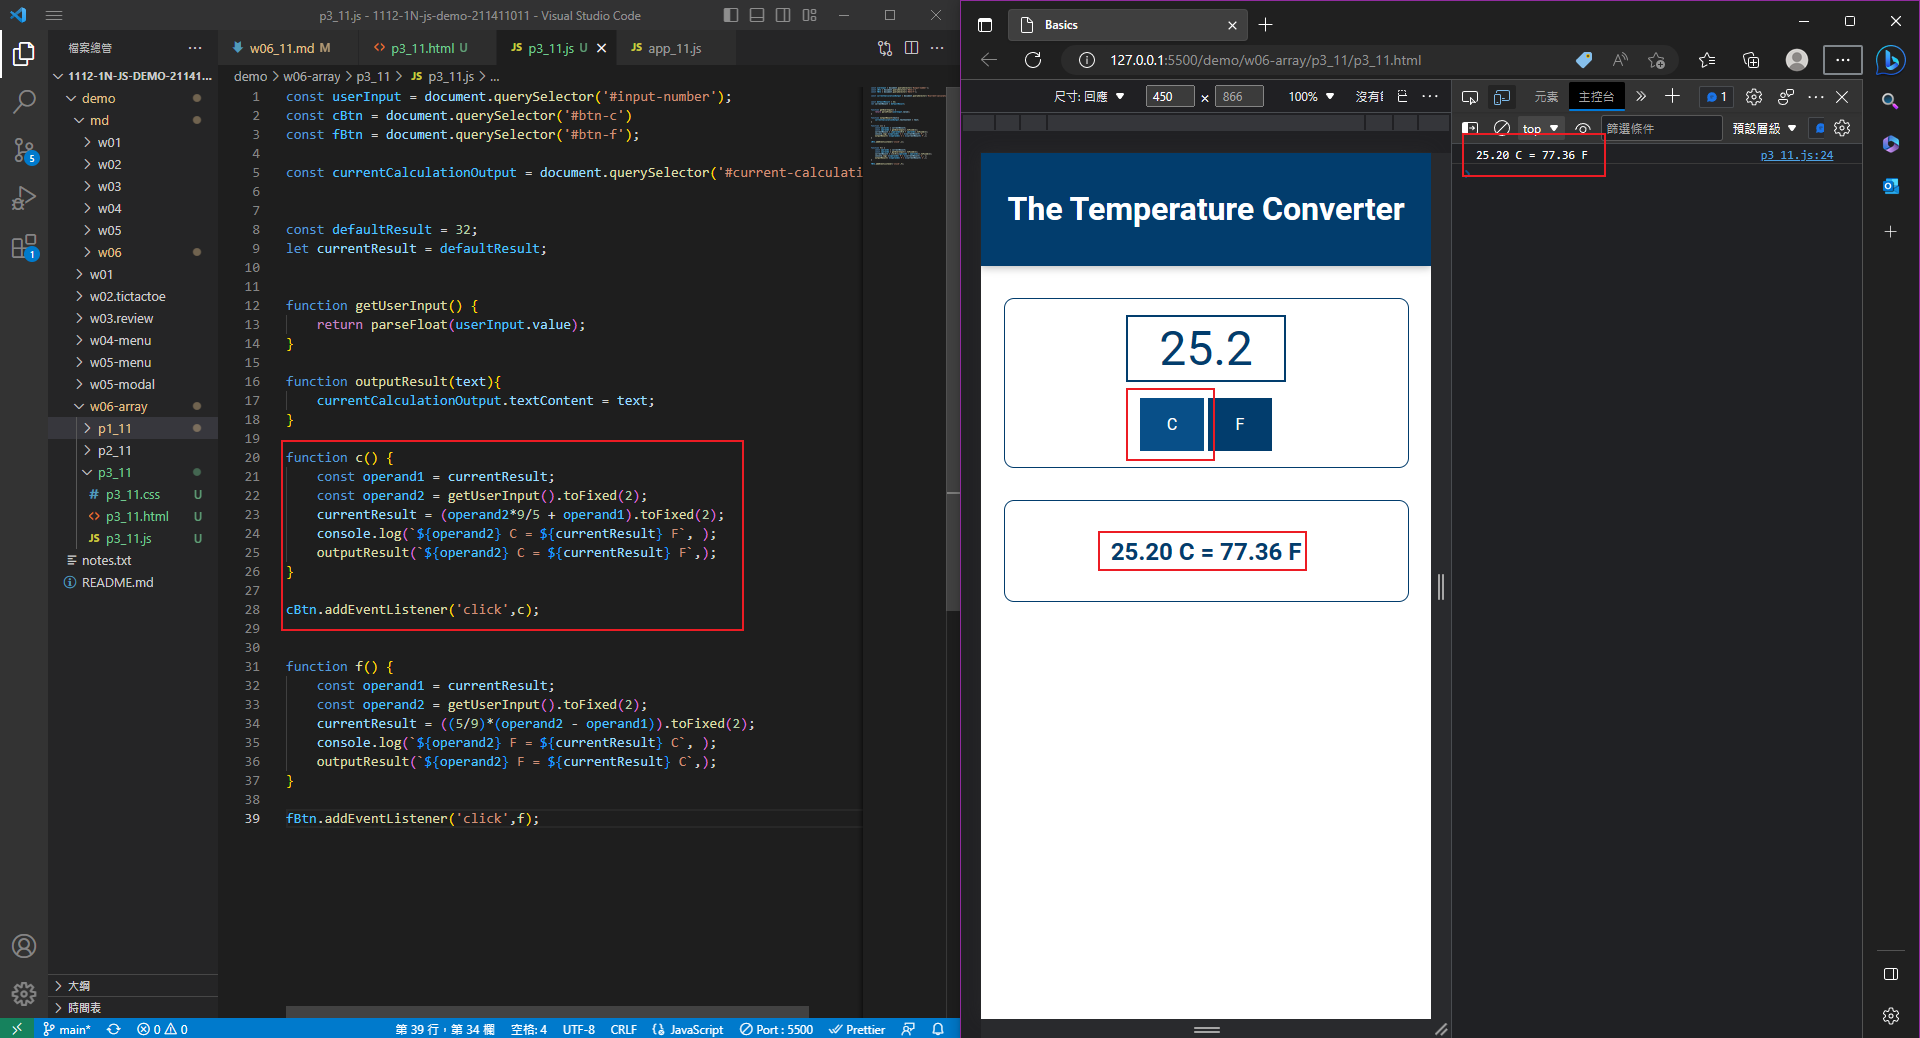 p3_11.js - 1112-1N-js-demo-211411011 - Visual Studio Code
檔案總管
1112-1N-JS-DEMO-21141...
demo
md
w01
w02
w03
w04
w05
w06
w01
w02.tictactoe
w03.review
w04-menu
w05-menu
w05-modal
w06-array
p1_11
p2_11
p3_11
# p3_11.css U
<> p3_11.html U
JS p3_11.js U
notes.txt
README.md
大綱
時間表
5
1
w06_11.md M
<> p3_11.html U
JS p3_11.js U
JS app_11.js
demo > w06-array > p3_11 > JS p3_11.js > ...
1 const userInput = document.querySelector('#input-number');
2 const cBtn = document.querySelector('#btn-c')
3 const fBtn = document.querySelector('#btn-f');
4
5 const currentCalculationOutput = document.querySelector('#current-calculati
6
7
8 const defaultResult = 32;
9 let currentResult = defaultResult;
10
11
12 function getUserInput() {
13 return parseFloat(userInput.value);
14 }
15
16 function outputResult(text){
17 currentCalculationOutput.textContent = text;
18 }
19
20 function c() {
21 const operand1 = currentResult;
22 const operand2 = getUserInput().toFixed(2);
23 currentResult = (operand2*9/5 + operand1).toFixed(2);
24 console.log(`${operand2} C = ${currentResult} F`, );
25 outputResult(`${operand2} C = ${currentResult} F`,);
26 }
27
28 cBtn.addEventListener('click',c);
29
30
31 function f() {
32 const operand1 = currentResult;
33 const operand2 = getUserInput().toFixed(2);
34 currentResult = ((5/9)*(operand2 - operand1)).toFixed(2);
35 console.log(`${operand2} F = ${currentResult} C`, );
36 outputResult(`${operand2} F = ${currentResult} C`,);
37 }
38
39 fBtn.addEventListener('click',f);
main* 0 0
第 39 行，第 34 欄 空格: 4 UTF-8 CRLF JavaScript Port : 5500 Prettier
Basics
127.0.0.1:5500/demo/w06-array/p3_11/p3_11.html
尺寸: 回應 450 × 866 100% 沒有
元素 主控台 1
top 篩選條件 預設層級
25.20 C = 77.36 F p3_11.js:24
The Temperature Converter
25.2
C F
25.20 C = 77.36 F